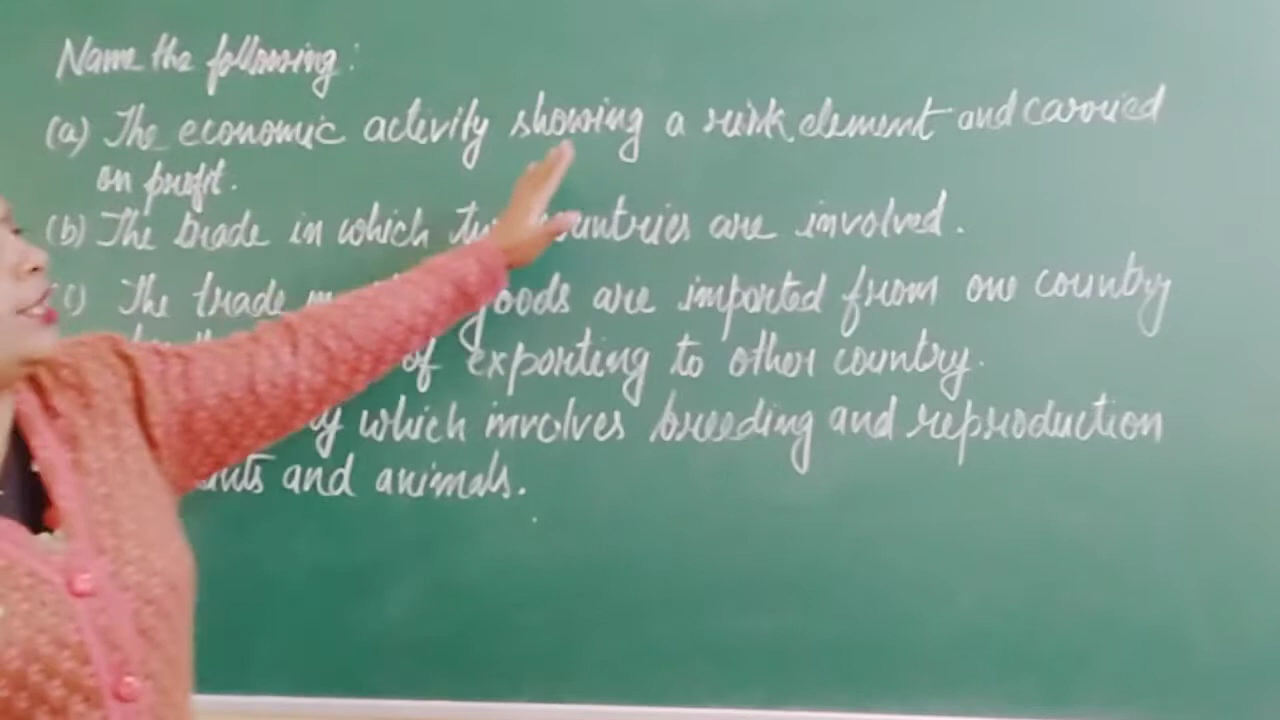 Name the following:
(a) The economic activity showing a risk element and carried
on profit.
(b) The trade in which countries are involved.
(c) The trade goods are imported from one country
of exporting to other country.
which involves breeding and reproduction
and animals.